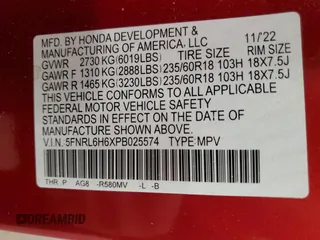 MFD. BY HONDA DEVELOPMENT &
MANUFACTURING OF AMERICA, LLC 11/'22
GVWR 2730 KG(6019LBS) TIRE SIZE RIM SIZE
GAWR F 1310 KG(2888LBS) 235/60R18 103H 18X7.5J
GAWR R 1465 KG(3230LBS) 235/60R18 103H 18X7.5J
THIS VEHICLE CONFORMS TO ALL APPLICABLE
FEDERAL MOTOR VEHICLE SAFETY
STANDARDS IN EFFECT ON THE DATE OF
MANUFACTURE SHOWN ABOVE.
V.I.N. 5FNRL6H6XPB025574 TYPE:MPV
THR P AG8 -R580MV -L -B
© DREAMBID